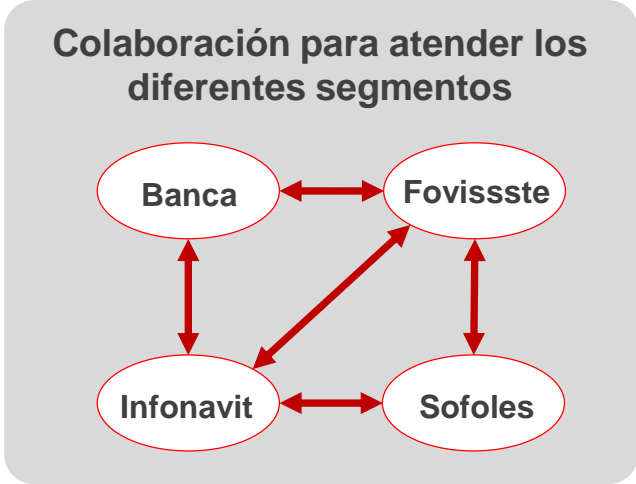 Colaboración para atender los
diferentes segmentos
Banca
Fovissste
Infonavit
Sofoles